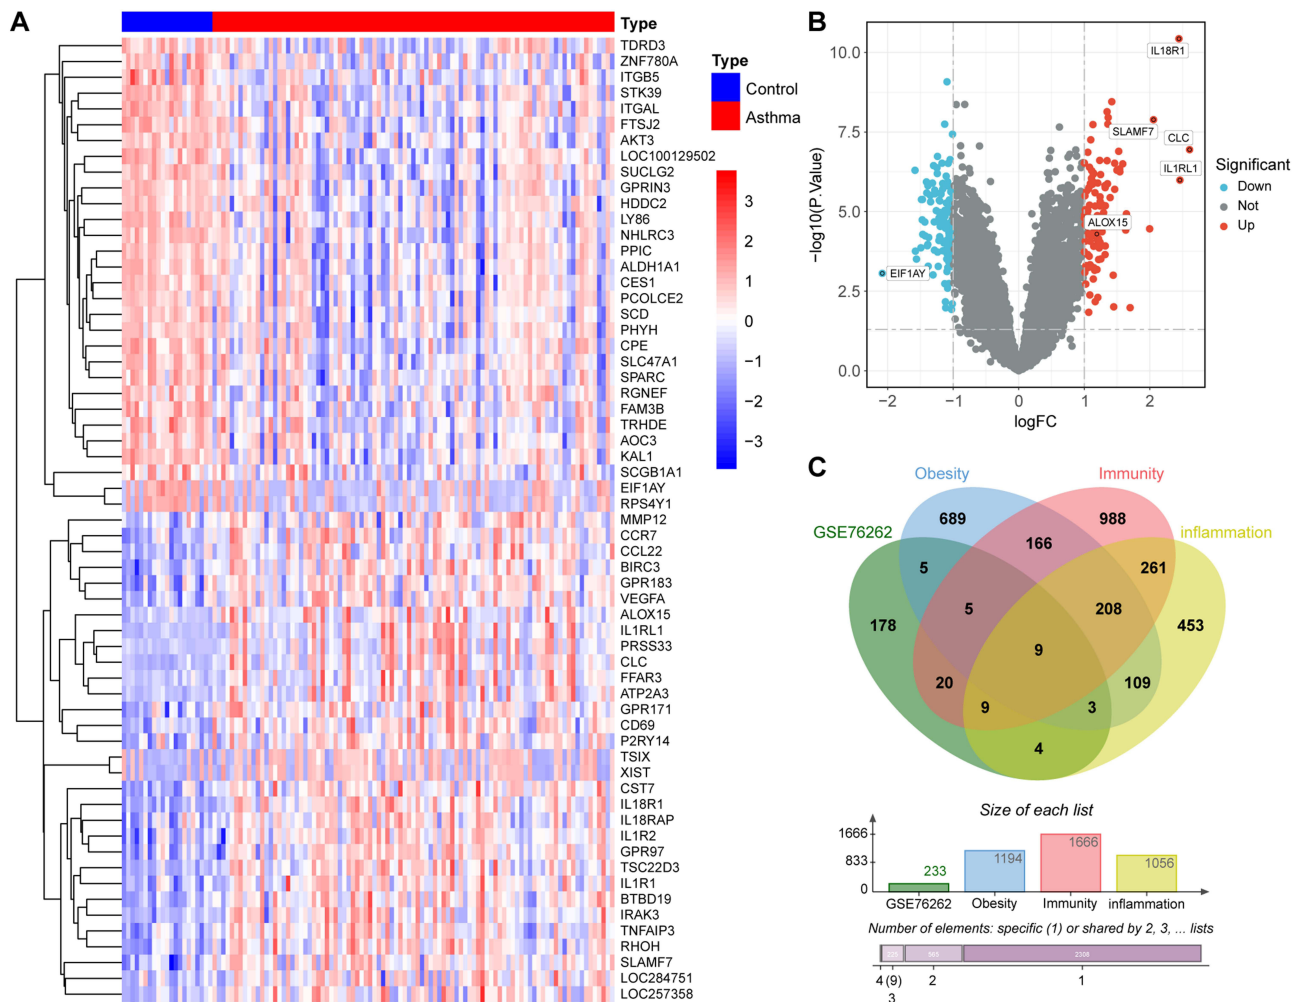 A
Type
TDRD3
ZNF780A
ITGB5
STK39
ITGAL
FTSJ2
AKT3
LOC100129502
SUCLG2
GPRIN3
HDDC2
LY86
NHLRC3
PPIC
ALDH1A1
CES1
PCOLCE2
SCD
PHYH
CPE
SLC47A1
SPARC
RGNEF
FAM3B
TRHDE
AOC3
KAL1
SCGB1A1
EIF1AY
RPS4Y1
MMP12
CCR7
CCL22
BIRC3
GPR183
VEGFA
ALOX15
IL1RL1
PRSS33
CLC
FFAR3
ATP2A3
GPR171
CD69
P2RY14
TSIX
XIST
CST7
IL18R1
IL18RAP
IL1R2
GPR97
TSC22D3
IL1R1
BTBD19
IRAK3
TNFAIP3
RHOH
SLAMF7
LOC284751
LOC257358
Type
Control
Asthma
3
2
1
0
−1
−2
−3
B
−log10(P.Value)
10.0
7.5
5.0
2.5
0.0
IL18R1
SLAMF7
CLC
IL1RL1
ALOX15
EIF1AY
−2
−1
0
1
2
logFC
Significant
Down
Not
Up
C
Obesity
Immunity
GSE76262
inflammation
689
988
166
5
261
178
5
208
453
9
20
109
9
3
4
Size of each list
1666
833
0
233
1194
1666
1056
GSE76262
Obesity
Immunity
inflammation
Number of elements: specific (1) or shared by 2, 3, ... lists
565
2308
4 (9)
3
2
1